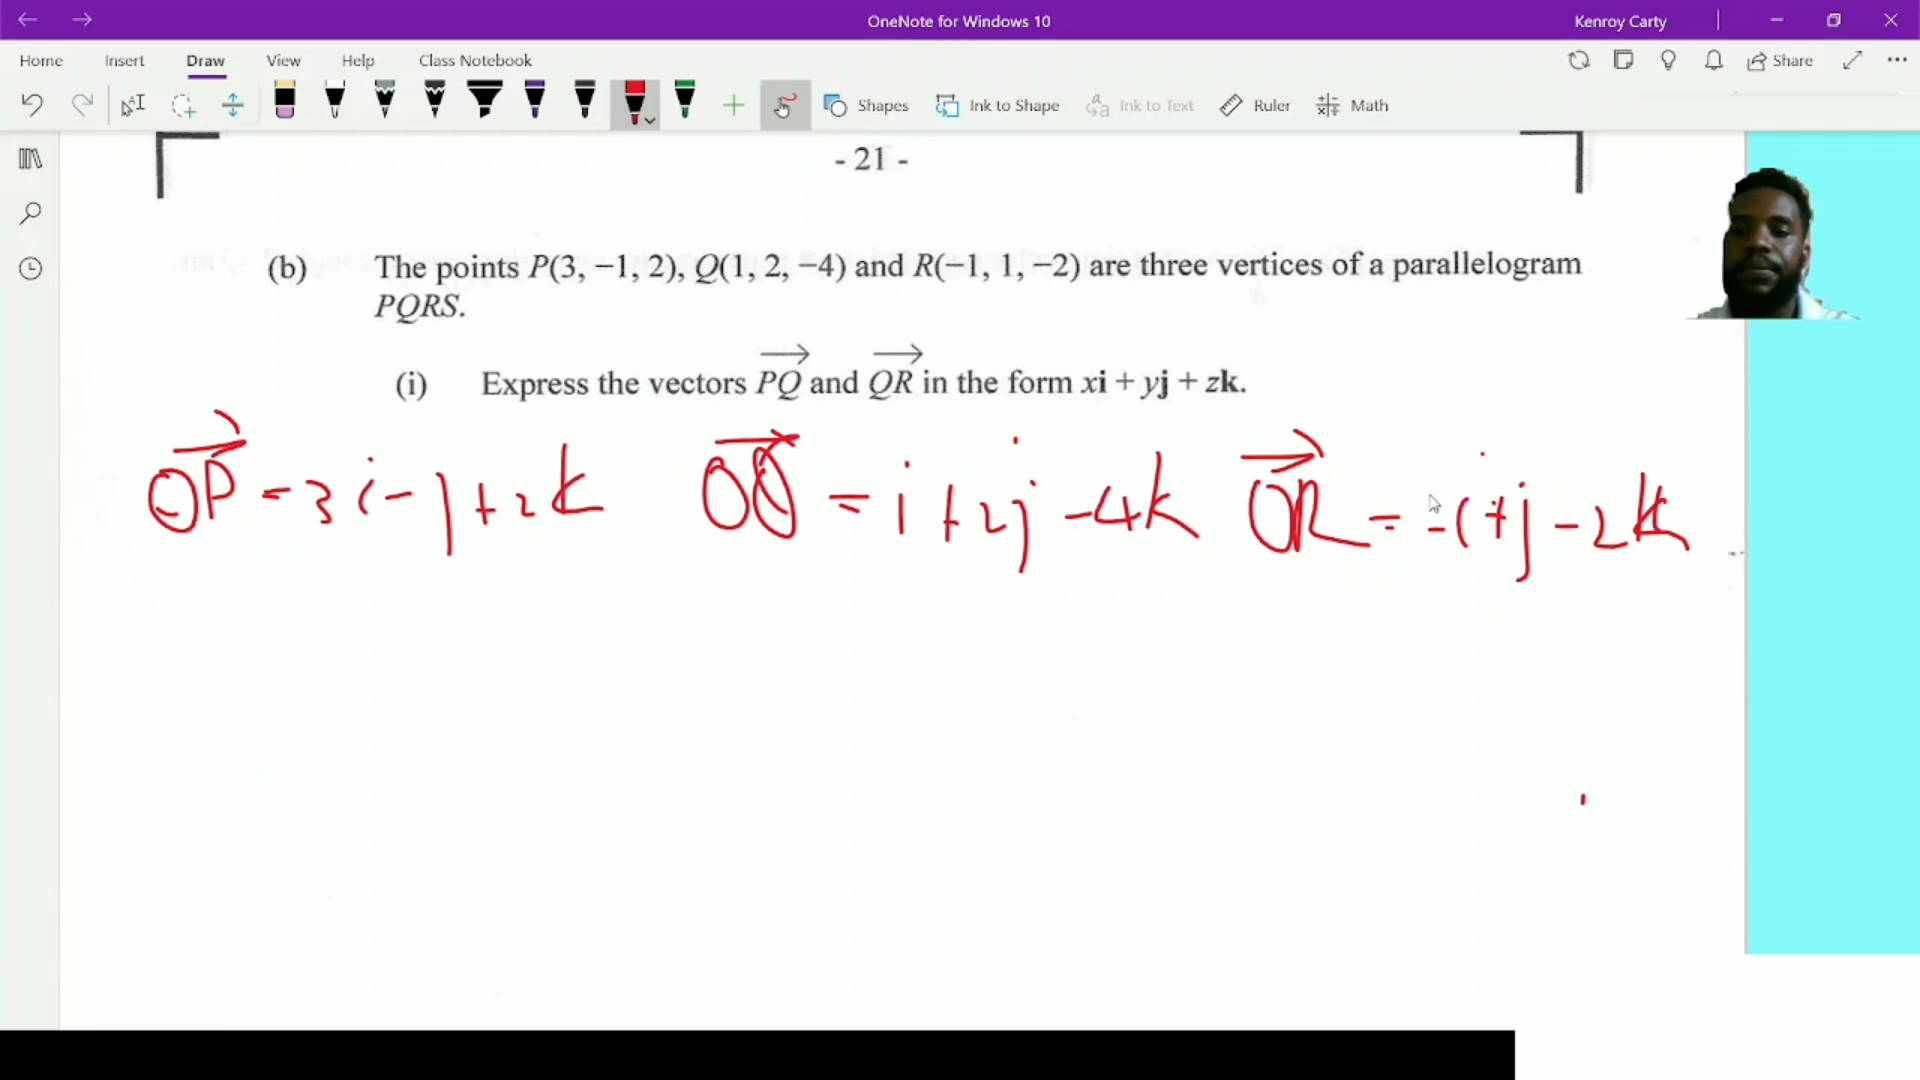 OneNote for Windows 10
Kenroy Carty
Home Insert Draw View Help Class Notebook
Share
Shapes Ink to Shape Ink to Text Ruler Math
- 21 -
(b) The points P(3, −1, 2), Q(1, 2, −4) and R(−1, 1, −2) are three vertices of a parallelogram
PQRS.
(i) Express the vectors PQ and QR in the form xi + yj + zk.
OP = 3i - j + 2k OQ = i + 2j - 4k OR = -i + j - 2k